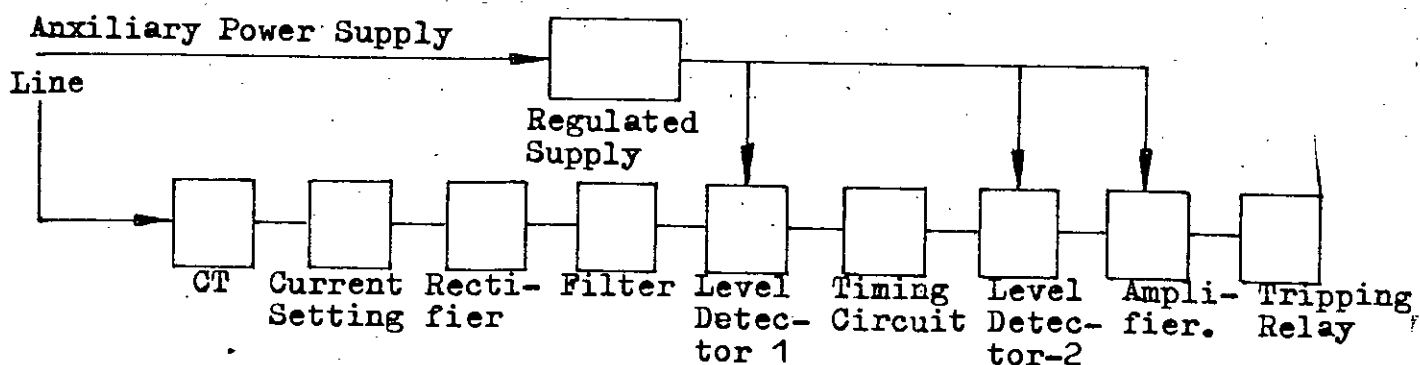 Anxiliary Power Supply
Line
Regulated
Supply
CT
Current
Setting
Recti-
fier
Filter
Level
Detec-
tor 1
Timing
Circuit
Level
Detec-
tor-2
Ampli-
fier.
Tripping
Relay